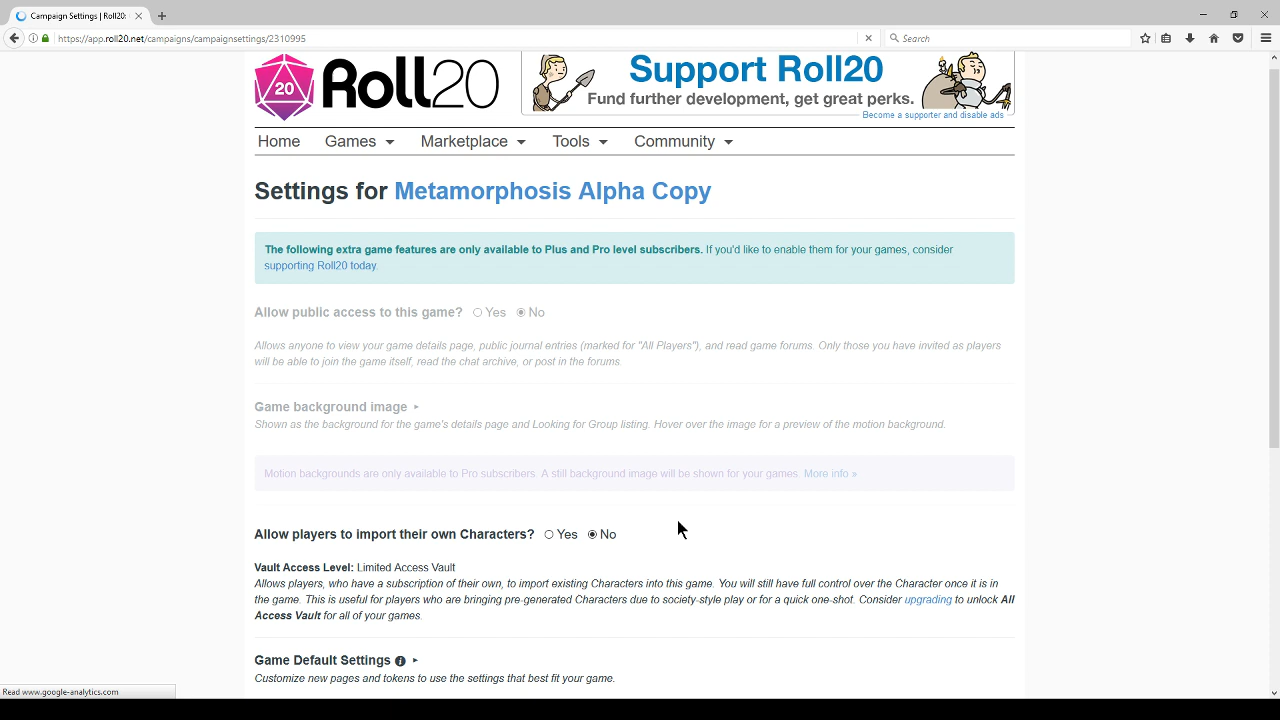 Campaign Settings | Roll20:
https://app.roll20.net/campaigns/campaignsettings/2310995
Search
20
Roll20
Support Roll20
Fund further development, get great perks.
Become a supporter and disable ads
Home Games Marketplace Tools Community
Settings for Metamorphosis Alpha Copy
The following extra game features are only available to Plus and Pro level subscribers. If you'd like to enable them for your games, consider
supporting Roll20 today.
Allow public access to this game? Yes No
Allows anyone to view your game details page, public journal entries (marked for "All Players"), and read game forums. Only those you have invited as players
will be able to join the game itself, read the chat archive, or post in the forums.
Game background image
Shown as the background for the game's details page and Looking for Group listing. Hover over the image for a preview of the motion background.
Motion backgrounds are only available to Pro subscribers. A still background image will be shown for your games. More info »
Allow players to import their own Characters? Yes No
Vault Access Level: Limited Access Vault
Allows players, who have a subscription of their own, to import existing Characters into this game. You will still have full control over the Character once it is in
the game. This is useful for players who are bringing pre-generated Characters due to society-style play or for a quick one-shot. Consider upgrading to unlock All
Access Vault for all of your games.
Game Default Settings
Customize new pages and tokens to use the settings that best fit your game.
Read www.google-analytics.com